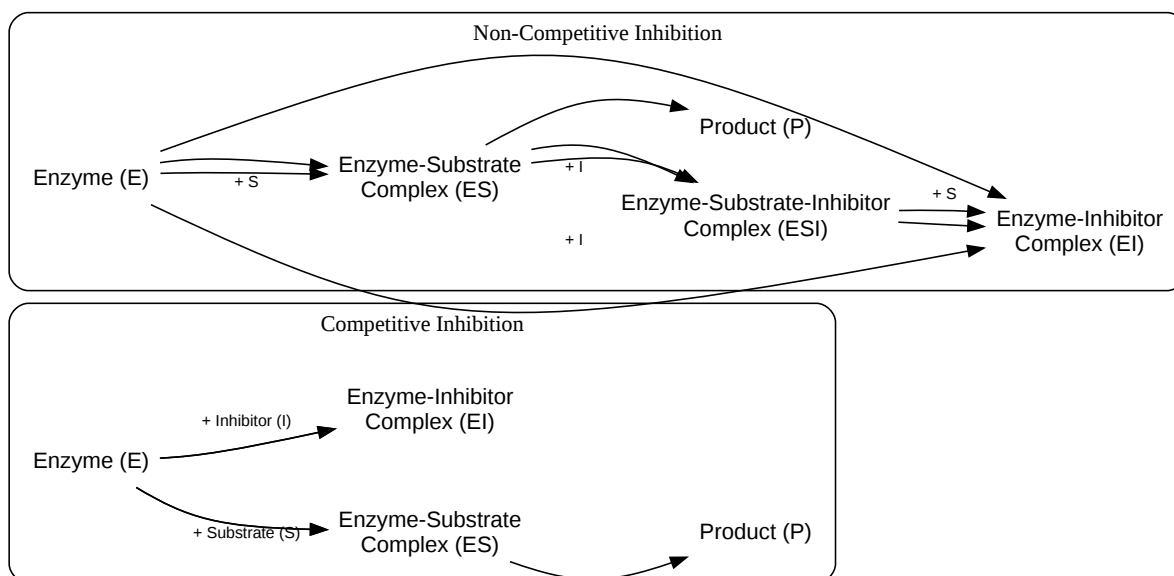 Non-Competitive Inhibition
Product (P)
Enzyme (E)
+ S
Enzyme-Substrate
Complex (ES)
+ I
Enzyme-Substrate-Inhibitor
Complex (ESI)
+ S
Enzyme-Inhibitor
Complex (EI)
+ I
Competitive Inhibition
Enzyme-Inhibitor
Complex (EI)
+ Inhibitor (I)
Enzyme (E)
+ Substrate (S)
Enzyme-Substrate
Complex (ES)
Product (P)